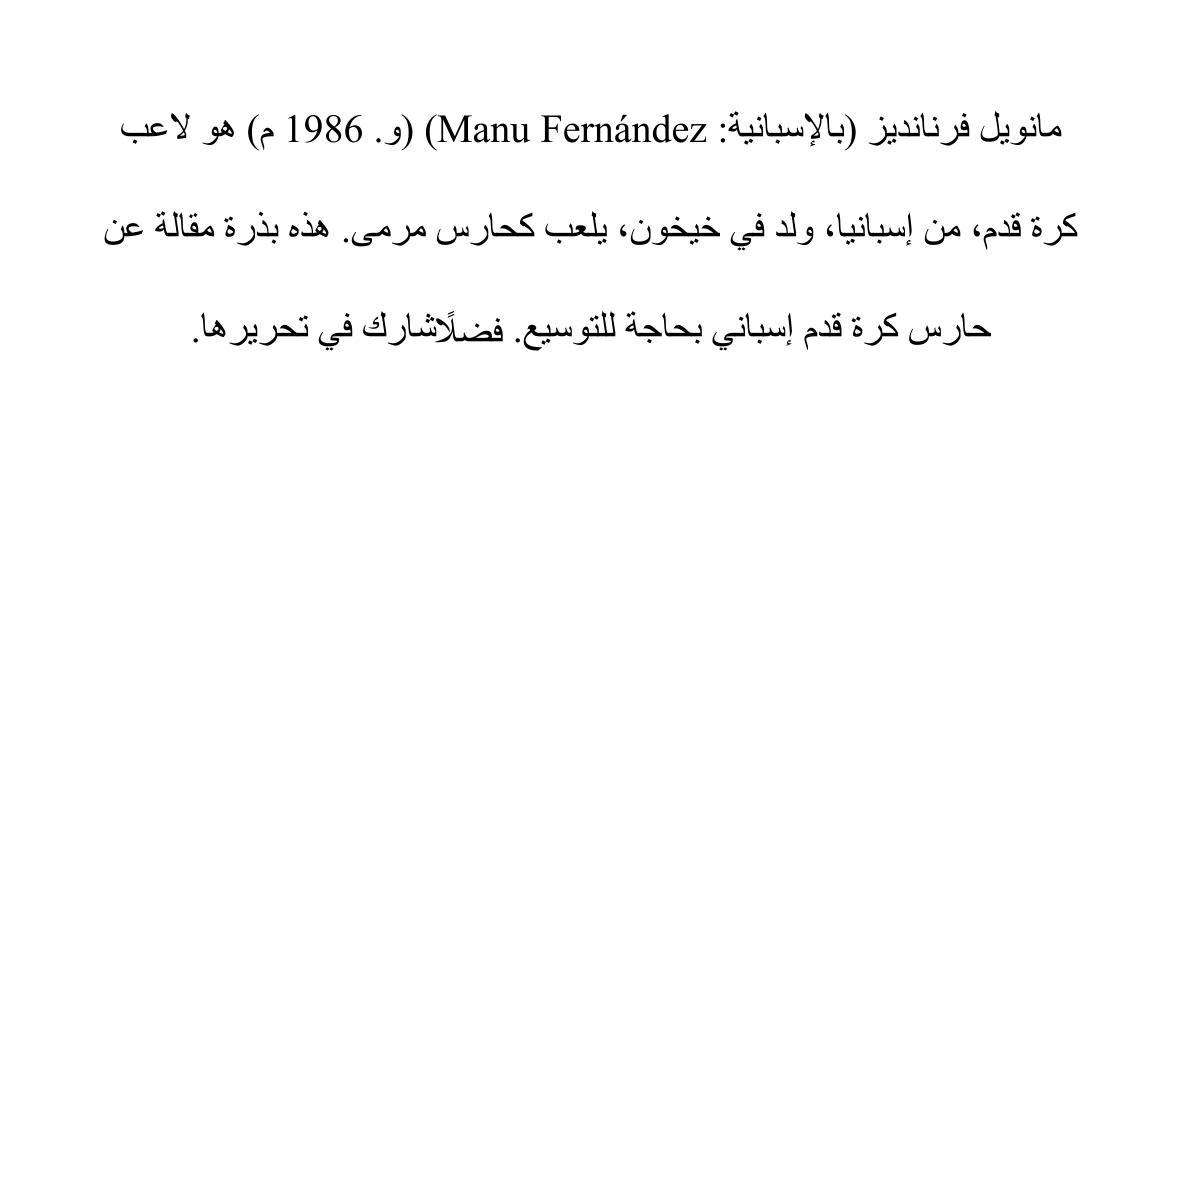 مانويل فرنانديز (بالإسبانية: Manu Fernández) (و. 1986 م) هو لاعب
كرة قدم، من إسبانيا، ولد في خيخون، يلعب كحارس مرمى. هذه بذرة مقالة عن
حارس كرة قدم إسباني بحاجة للتوسيع. فضلًاشارك في تحريرها.